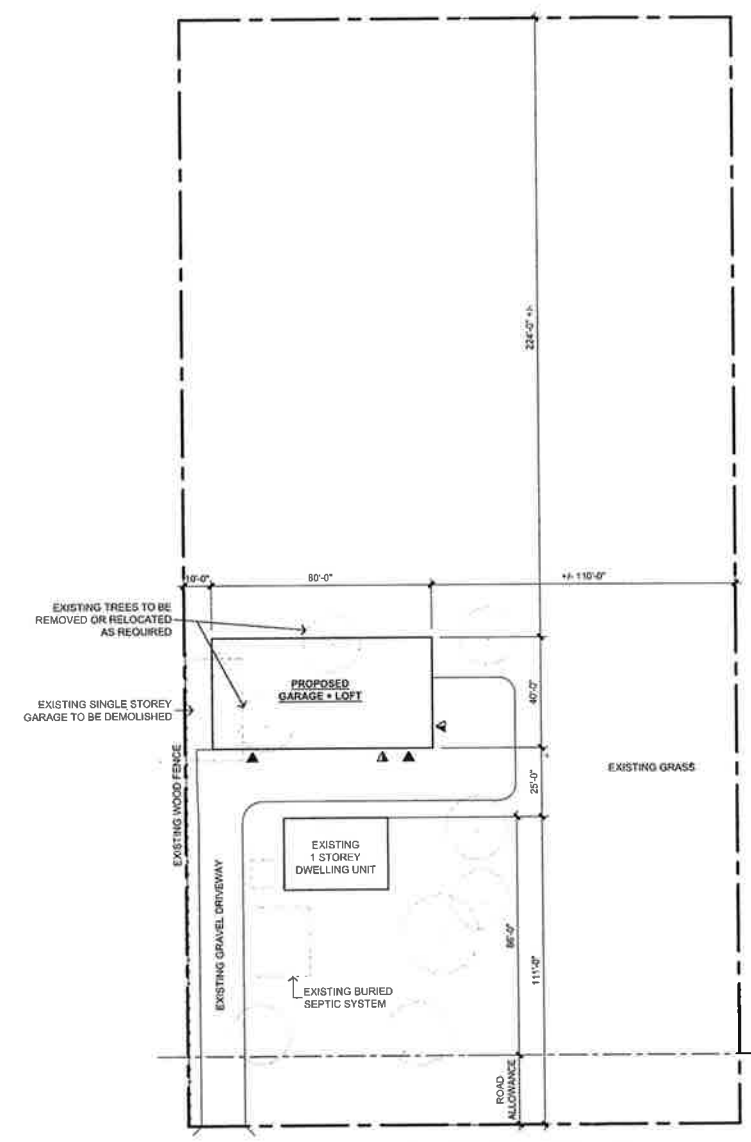 224'-0" +/-
10'-0"
80'-0"
+/- 110'-0"
EXISTING TREES TO BE
REMOVED OR RELOCATED
AS REQUIRED
PROPOSED
GARAGE + LOFT
40'-0"
EXISTING SINGLE STOREY
GARAGE TO BE DEMOLISHED
EXISTING WOOD FENCE
25'-0"
EXISTING GRASS
EXISTING
1 STOREY
DWELLING UNIT
EXISTING GRAVEL DRIVEWAY
86'-0"
111'-0"
EXISTING BURIED
SEPTIC SYSTEM
ROAD
ALLOWANCE